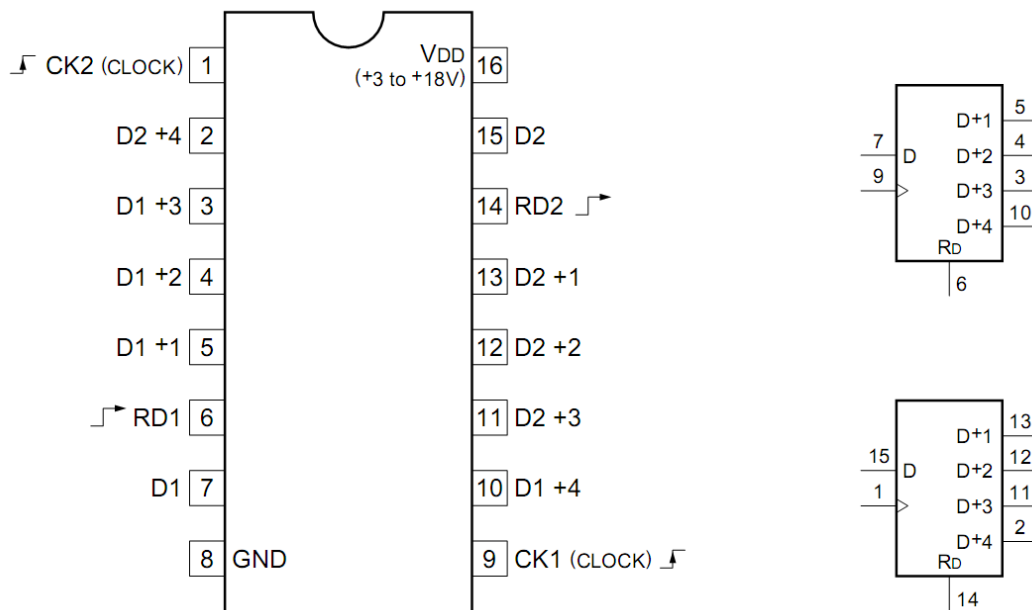 CK2 (CLOCK) 1
VDD
(+3 to +18V)
16
D2 +4 2
15 D2
D1 +3 3
14 RD2
D1 +2 4
13 D2 +1
D1 +1 5
12 D2 +2
RD1 6
11 D2 +3
D1 7
10 D1 +4
8 GND
9 CK1 (CLOCK)
D+1 5
7 D D+2 4
9 D+3 3
D+4 10
RD
6
D+1 13
15 D D+2 12
1 D+3 11
D+4 2
RD
14